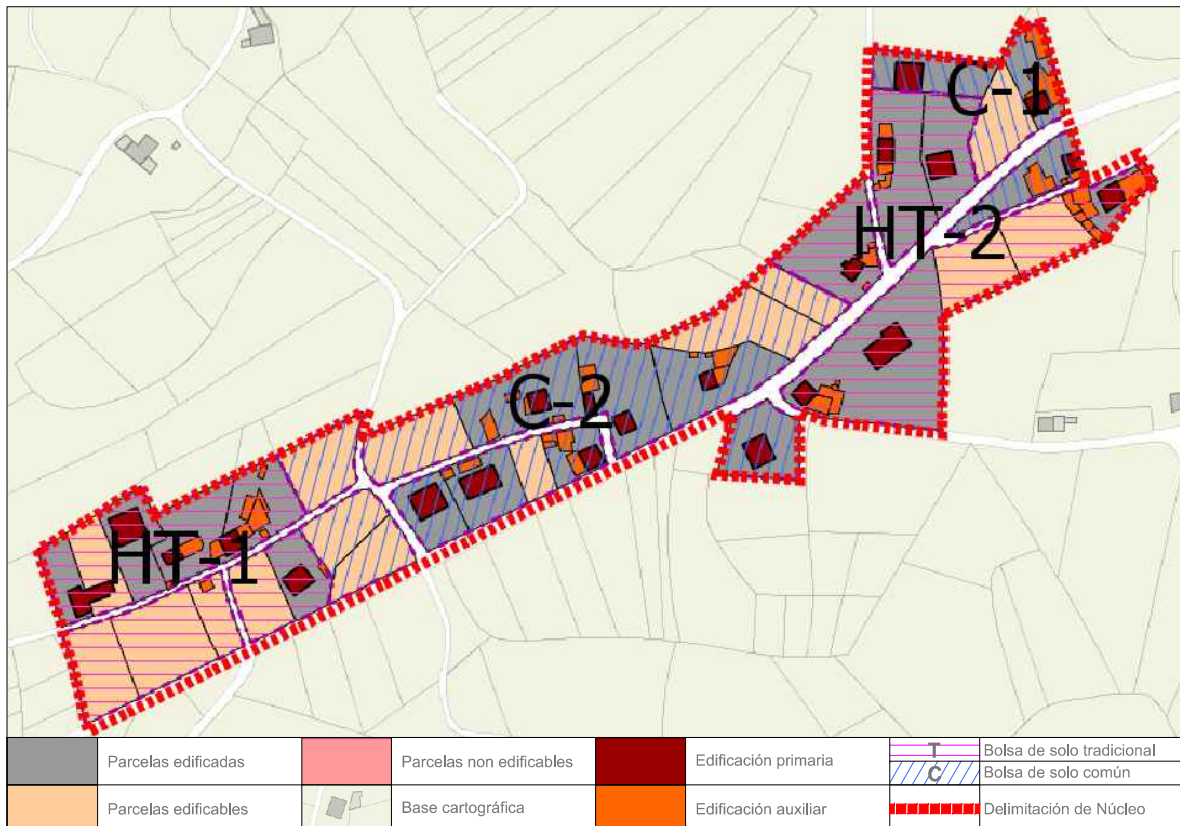 C-1
HT-2
C-2
HT-1
Parcelas edificadas
Parcelas non edificables
Edificación primaria
T
Bolsa de solo tradicional
C
Bolsa de solo común
Parcelas edificables
Base cartográfica
Edificación auxiliar
Delimitación de Núcleo